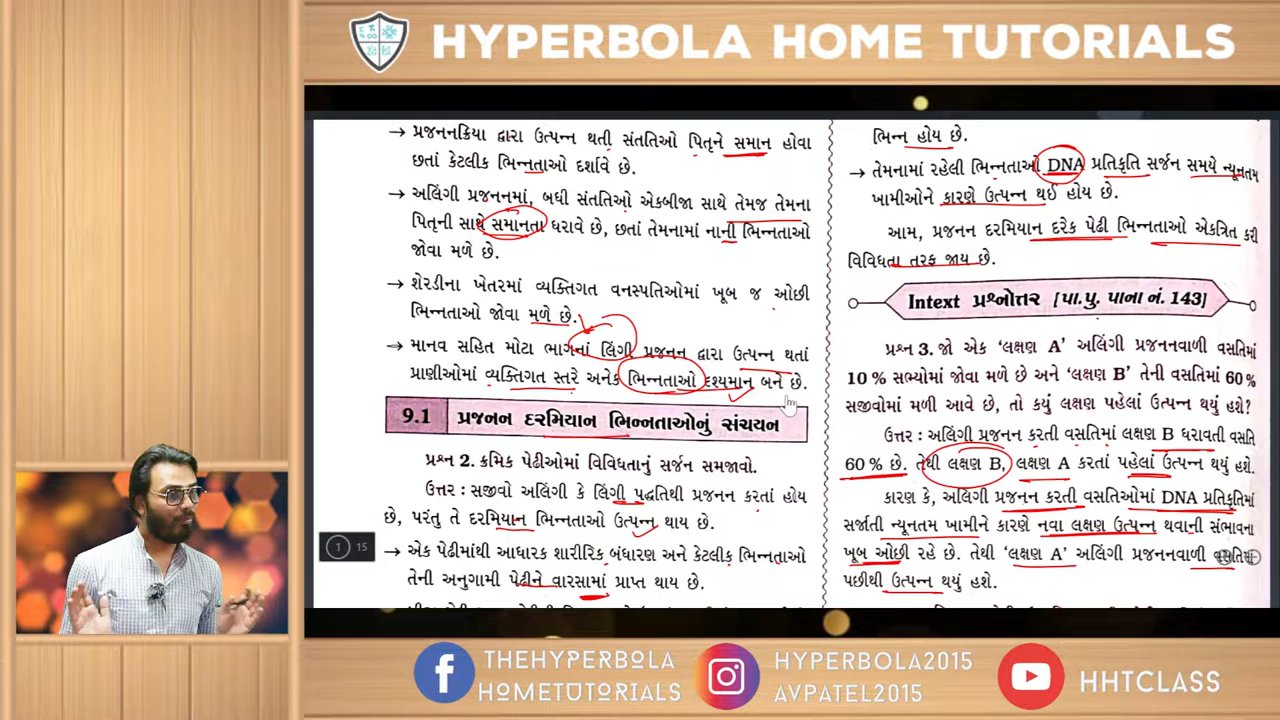 HYPERBOLA HOME TUTORIALS
→ પ્રજનનક્રિયા દ્વારા ઉત્પન્ન થતી સંતતિઓ પિતૃને સમાન હોવા
છતાં કેટલીક ભિન્નતાઓ દર્શાવે છે.
→ અલિંગી પ્રજનનમાં, બધી સંતતિઓ એકબીજા સાથે તેમજ તેમના
પિતૃની સાથે સમાનતા ધરાવે છે, છતાં તેમનામાં નાની ભિન્નતાઓ
જોવા મળે છે.
→ શેરડીના ખેતરમાં વ્યક્તિગત વનસ્પતિઓમાં ખૂબ જ ઓછી
ભિન્નતાઓ જોવા મળે છે.
→ માનવ સહિત મોટા ભાગનાં લિંગી પ્રજનન દ્વારા ઉત્પન્ન થતાં
પ્રાણીઓમાં વ્યક્તિગત સ્તરે અનેક ભિન્નતાઓ દશ્યમાન બને છે.
9.1 પ્રજનન દરમિયાન ભિન્નતાઓનું સંચયન
પ્રશ્ન 2. ક્રમિક પેઢીઓમાં વિવિધતાનું સર્જન સમજાવો.
ઉત્તર : સજીવો અલિંગી કે લિંગી પદ્ધતિથી પ્રજનન કરતાં હોય
છે, પરંતુ તે દરમિયાન ભિન્નતાઓ ઉત્પન્ન થાય છે.
→ એક પેઢીમાંથી આધારક શારીરિક બંધારણ અને કેટલીક ભિન્નતાઓ
તેની અનુગામી પેઢીને વારસામાં પ્રાપ્ત થાય છે.
ભિન્ન હોય છે.
→ તેમનામાં રહેલી ભિન્નતાઓ DNA પ્રતિકૃતિ સર્જન સમયે ન્યૂનતમ
ખામીઓને કારણે ઉત્પન્ન થઈ હોય છે.
આમ, પ્રજનન દરમિયાન દરેક પેઢી ભિન્નતાઓ એકત્રિત કરી
વિવિધતા તરફ જાય છે.
Intext પ્રશ્નોત્તર [પા.પુ. પાના નં. 143]
પ્રશ્ન 3. જો એક ‘લક્ષણ A’ અલિંગી પ્રજનનવાળી વસતિમાં
10 % સભ્યોમાં જોવા મળે છે અને ‘લક્ષણ B’ તેની વસતિમાં 60%
સજીવોમાં મળી આવે છે, તો કયું લક્ષણ પહેલાં ઉત્પન્ન થયું હશે?
ઉત્તર : અલિંગી પ્રજનન કરતી વસતિમાં લક્ષણ B ધરાવતી વસતિ
60 % છે. તેથી લક્ષણ B, લક્ષણ A કરતાં પહેલાં ઉત્પન્ન થયું હશે.
કારણ કે, અલિંગી પ્રજનન કરતી વસતિઓમાં DNA પ્રતિકૃતિમાં
સર્જાતી ન્યૂનતમ ખામીને કારણે નવા લક્ષણ ઉત્પન્ન થવાની સંભાવના
ખૂબ ઓછી રહે છે. તેથી ‘લક્ષણ A’ અલિંગી પ્રજનનવાળી
પછીથી ઉત્પન્ન થયું હશે.
1 15
THEHYPERBOLA
HOMETUTORIALS
HYPERBOLA2015
AVPATEL2015
HHTCLASS